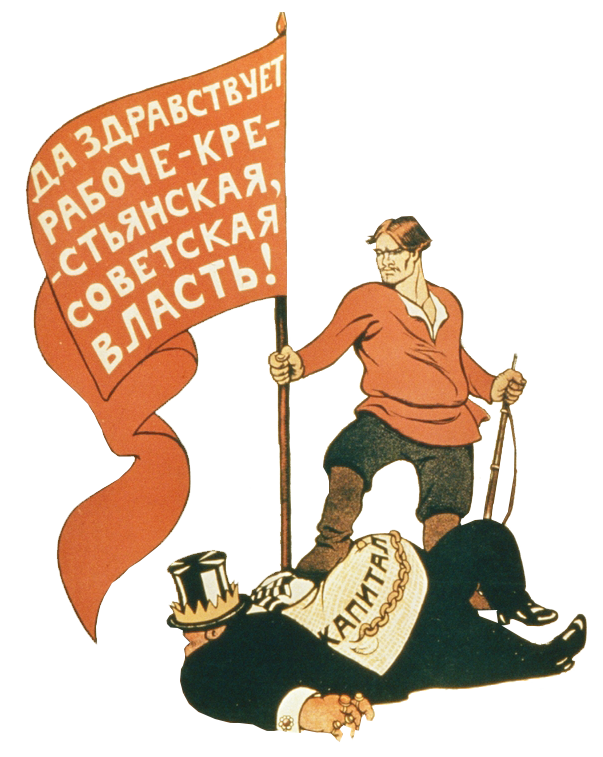 ДА ЗДРАВСТВУЕТ
РАБОЧЕ-КРЕ-
-СТЬЯНСКАЯ,
СОВЕТСКАЯ
ВЛАСТЬ!
КАПИТАЛ